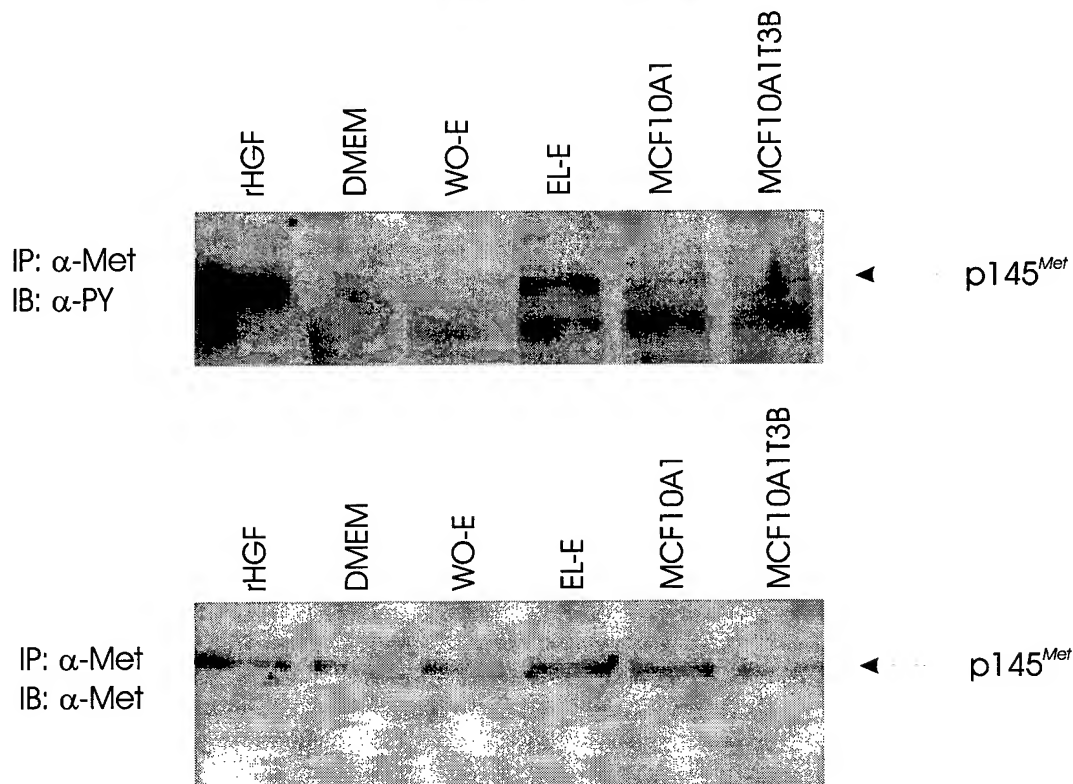 rHGF DMEM WO-E EL-E MCF10A1 MCF10A1T3B
IP: α-Met
IB: α-PY
p145Met
rHGF DMEM WO-E EL-E MCF10A1 MCF10A1T3B
IP: α-Met
IB: α-Met
p145Met